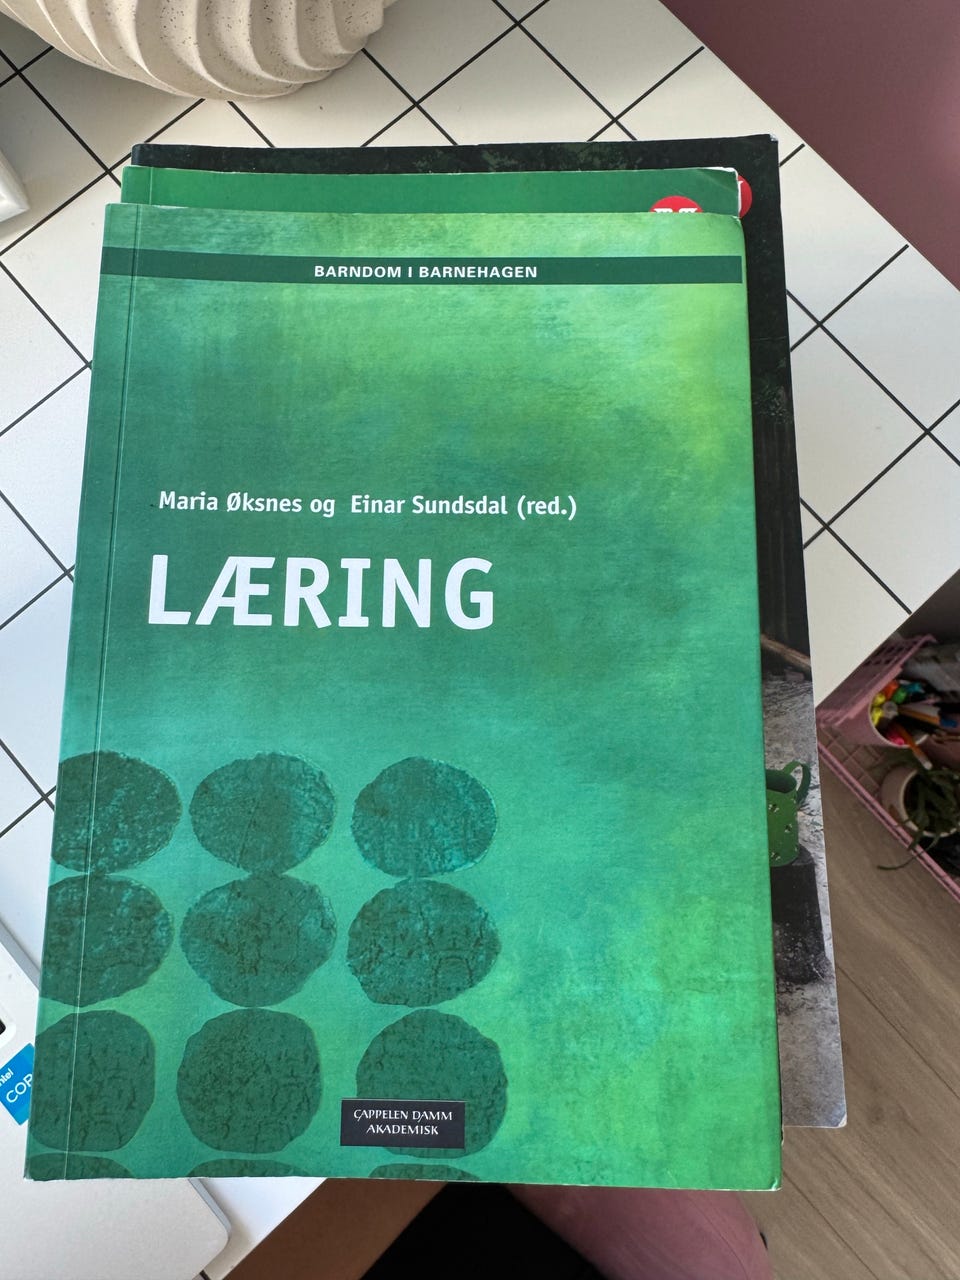 BARNDOM I BARNEHAGEN
Maria Øksnes og Einar Sundsdal (red.)
LÆRING
CAPPELEN DAMM
AKADEMISK